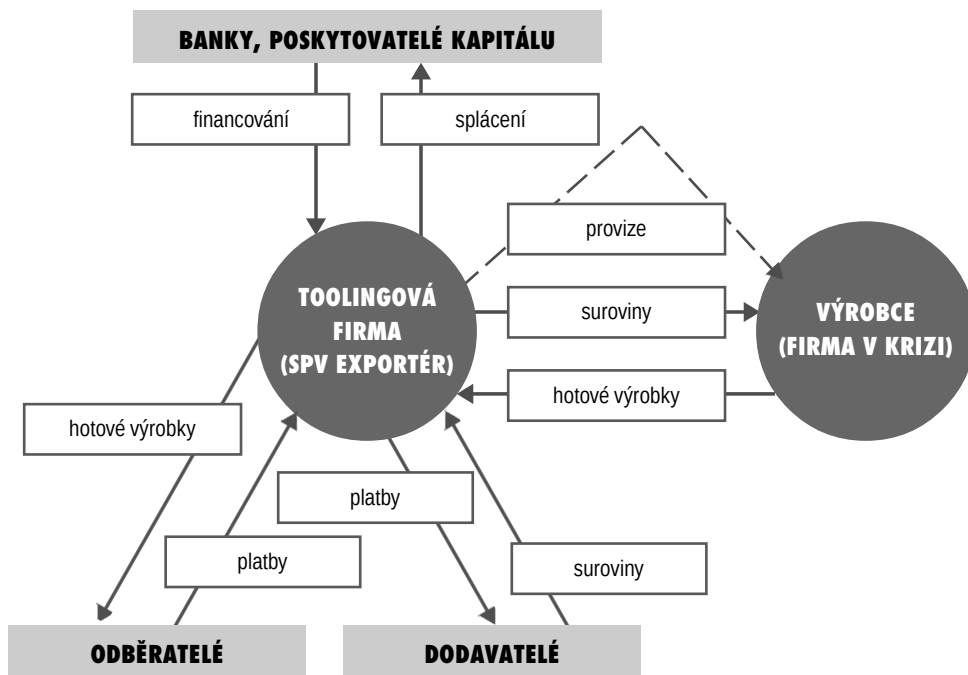 BANKY, POSKYTOVATELÉ KAPITÁLU
financování
splácení
provize
TOOLINGOVÁ
FIRMA
(SPV EXPORTÉR)
suroviny
VÝROBCE
(FIRMA V KRIZI)
hotové výrobky
hotové výrobky
platby
platby
suroviny
ODBĚRATELÉ
DODAVATELÉ